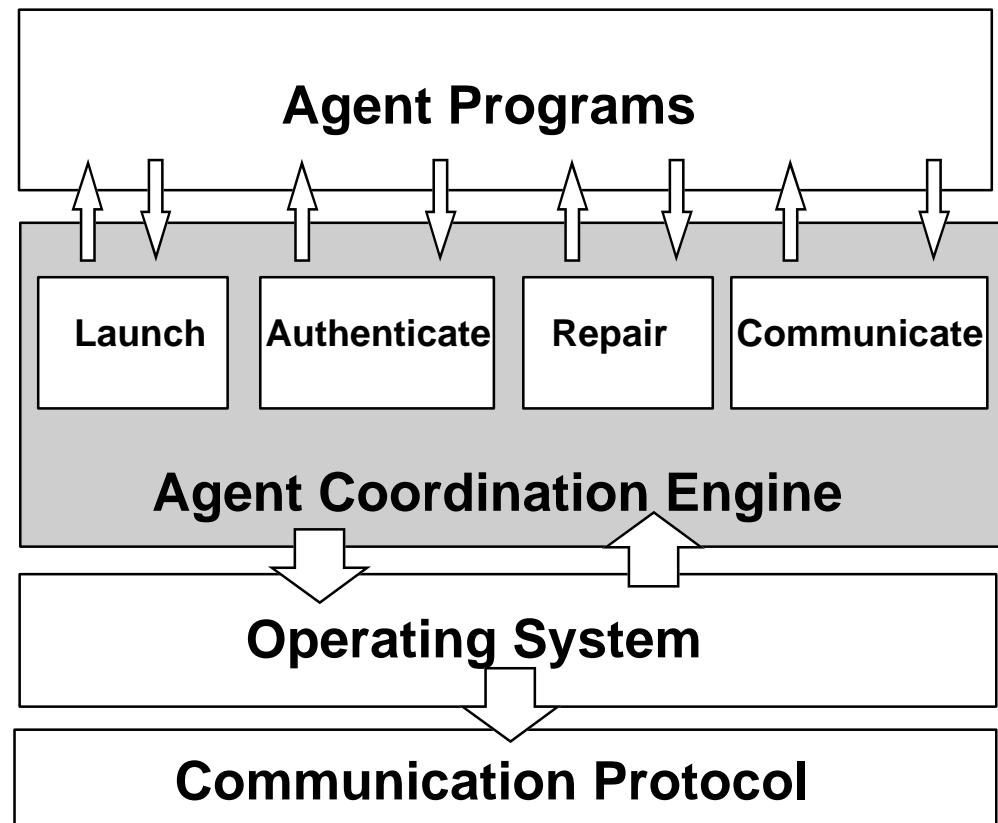 Agent Programs
Launch Authenticate Repair Communicate
Agent Coordination Engine
Operating System
Communication Protocol